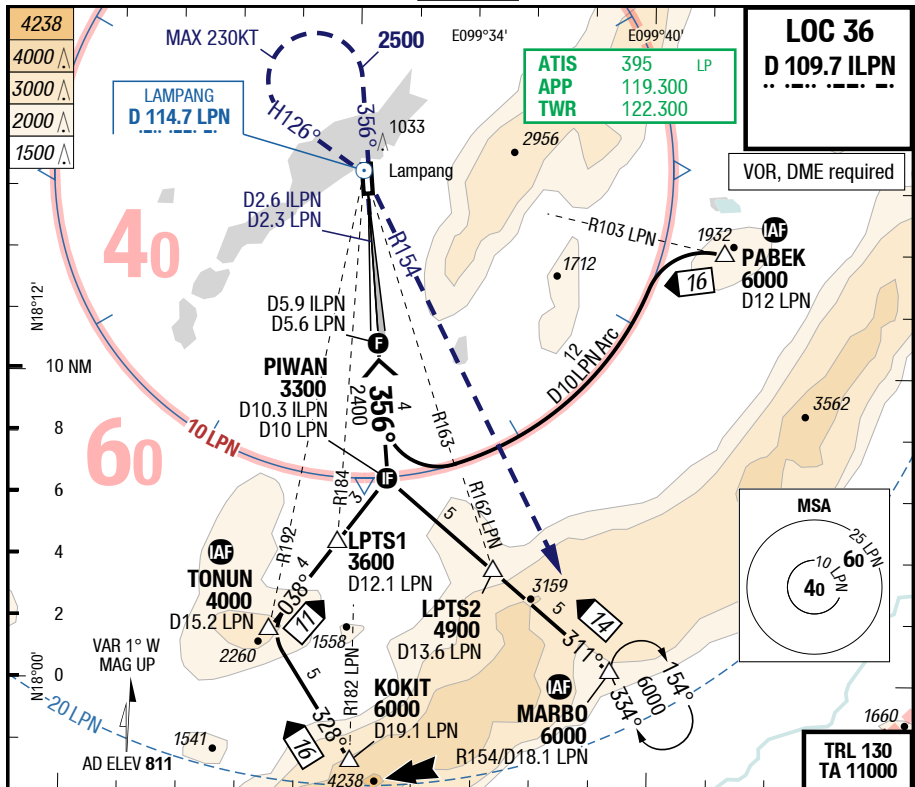 4238
4000
3000
2000
1500
MAX 230KT
2500
E099°34'
E099°40'
ATIS 395 LP
APP 119.300
TWR 122.300
LOC 36
D 109.7 ILPN
VOR, DME required
LAMPANG
D 114.7 LPN
H126°
356°
1033
Lampang
2956
D2.6 ILPN
D2.3 LPN
R154
R103 LPN
1932
IAF
PABEK
6000
D12 LPN
16
40
1712
N18°12'
D5.9 ILPN
D5.6 LPN
F
12
D10 LPN Arc
10 NM
PIWAN
3300
D10.3 ILPN
D10 LPN
2400
356°
4
R163
3562
8
60
10 LPN
IF
6
R184
3
5
R162 LPN
MSA
25 LPN
10 LPN
60
40
R192
LPTS1
3600
D12.1 LPN
4
IAF
TONUN
4000
D15.2 LPN
038°
4
11
LPTS2
4900
D13.6 LPN
3159
5
14
2
2260
1558
311°
VAR 1° W
MAG UP
N18°00'
0
5
R182 LPN
KOKIT
6000
D19.1 LPN
IAF
MARBO
6000
R154/D18.1 LPN
154°
6000
334°
20 LPN
328°
16
1541
1660
AD ELEV 811
4238
TRL 130
TA 11000